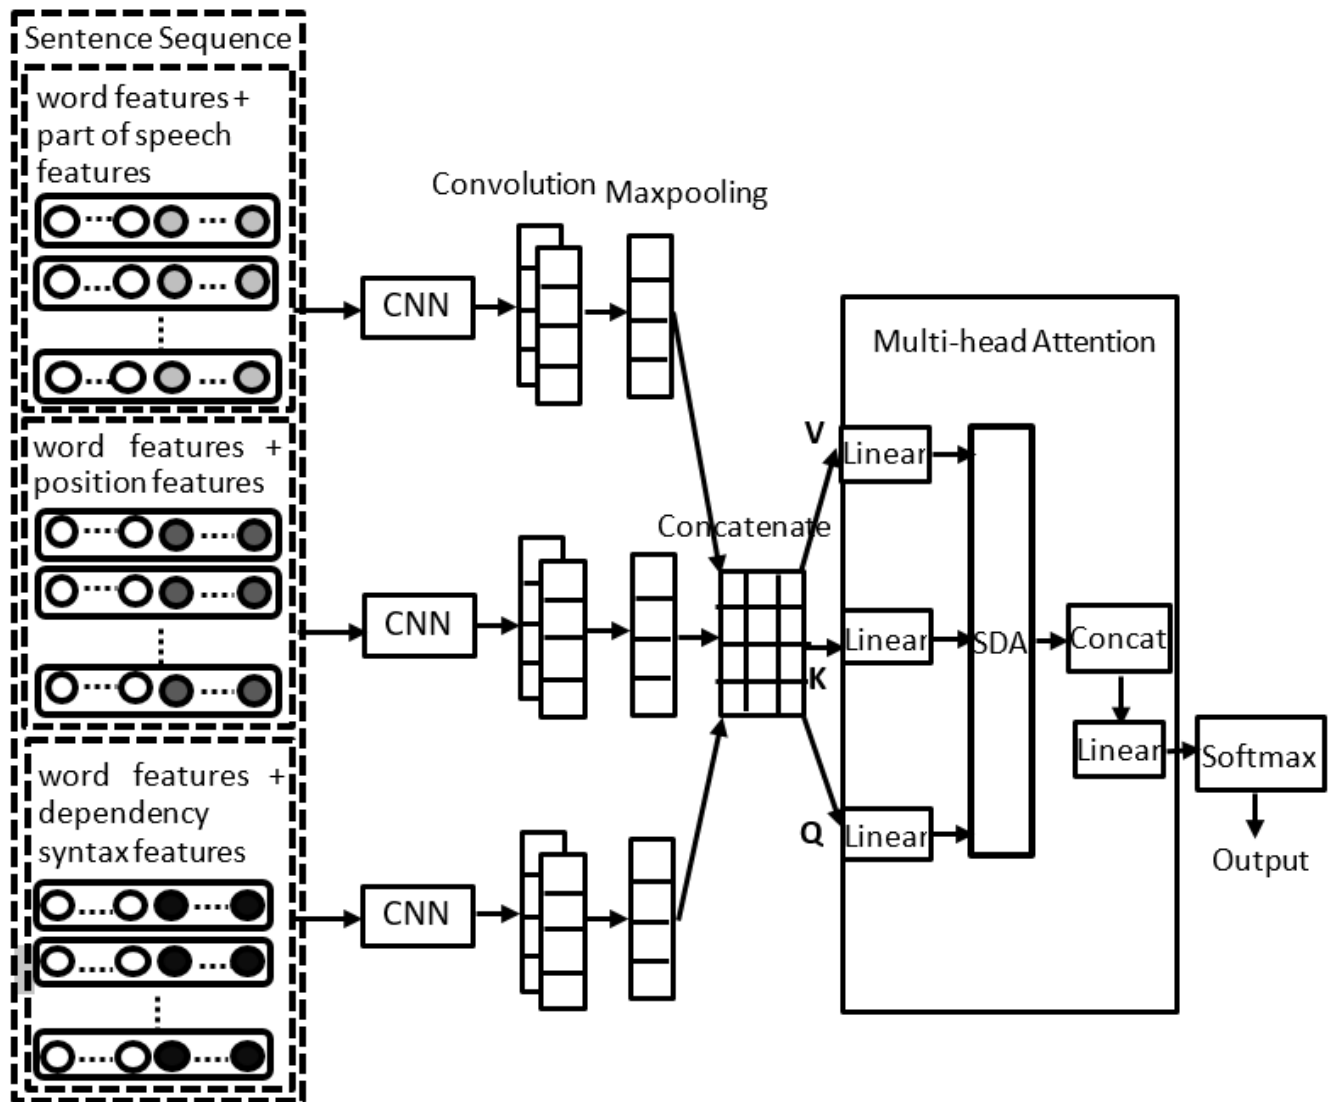 Sentence Sequence
word features +
part of speech
features
word features +
position features
word features +
dependency
syntax features
CNN
CNN
CNN
Convolution
Maxpooling
Concatenate
V
K
Q
Multi-head Attention
Linear
Linear
Linear
SDA
Concat
Linear
Softmax
Output